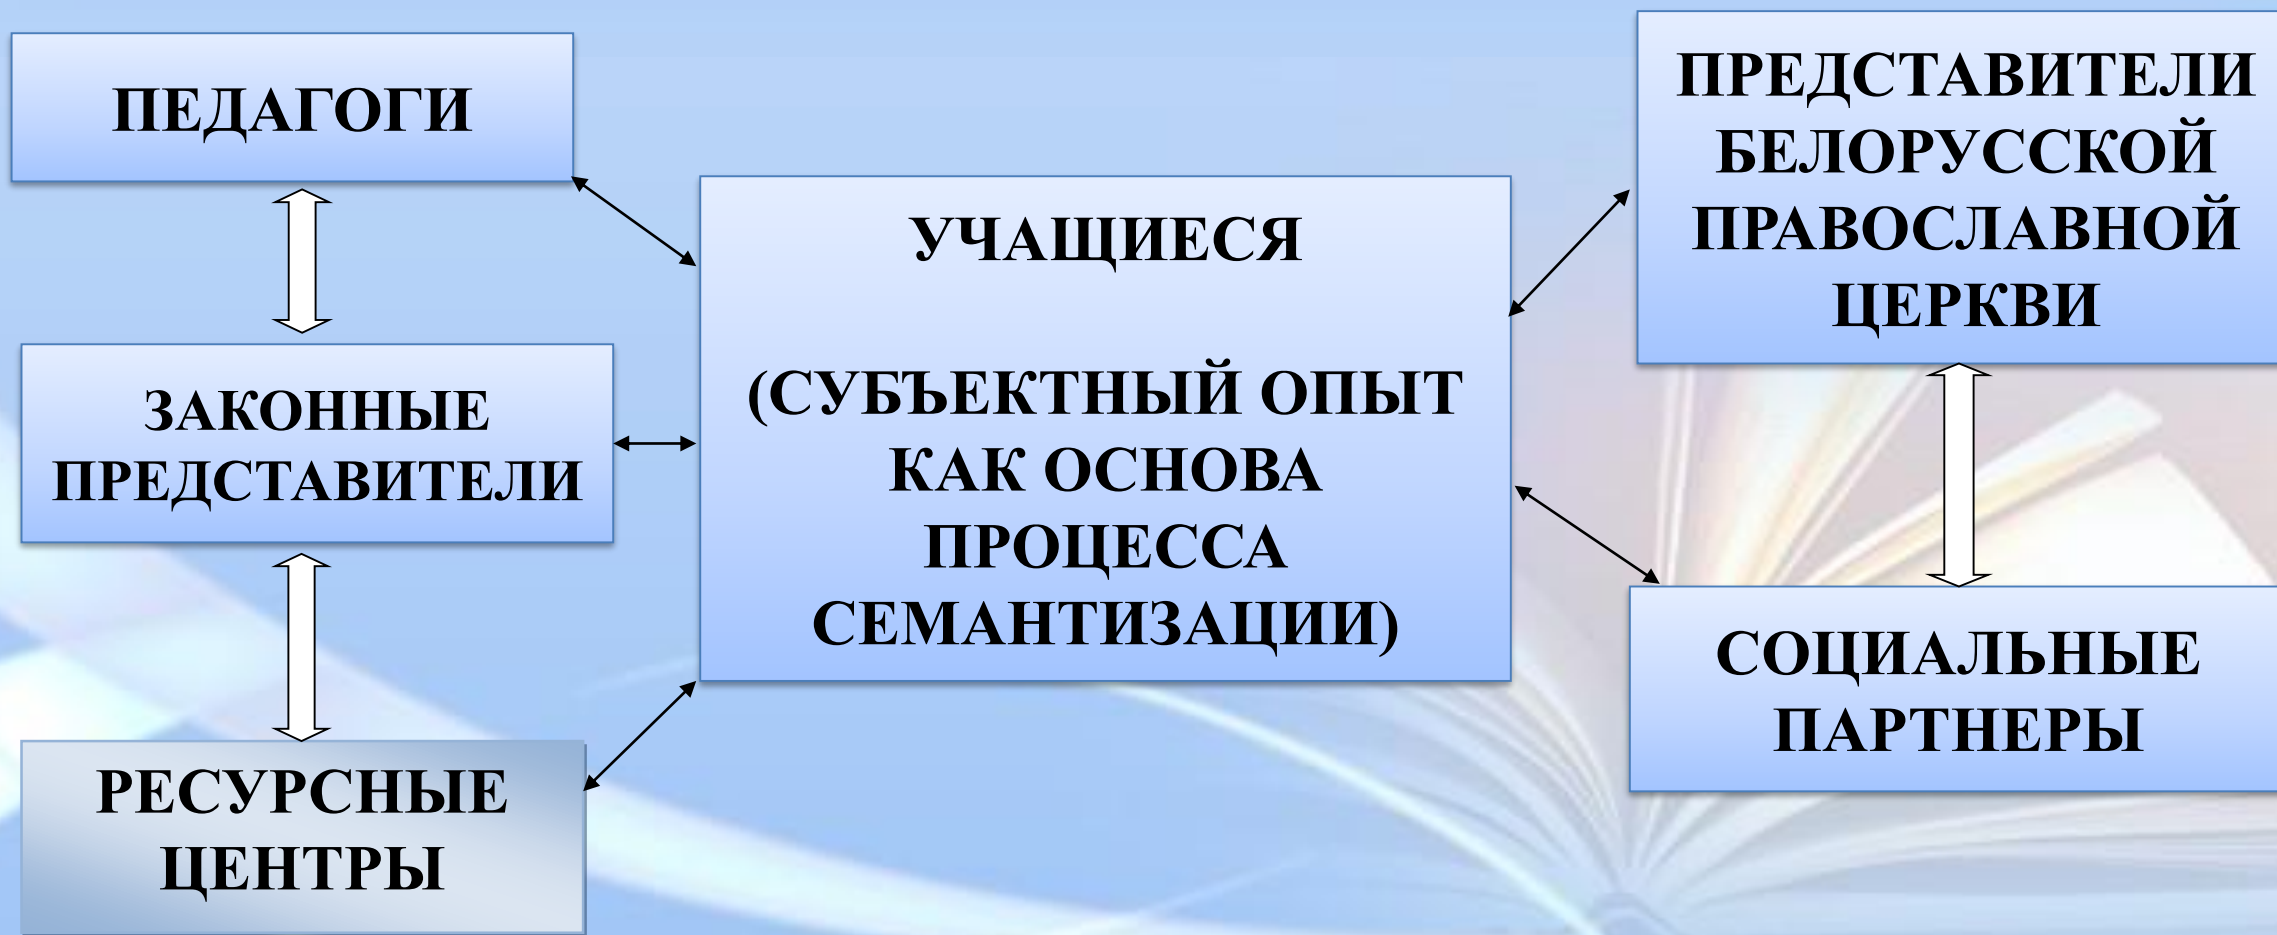 ПЕДАГОГИ
ЗАКОННЫЕ
ПРЕДСТАВИТЕЛИ
РЕСУРСНЫЕ
ЦЕНТРЫ
УЧАЩИЕСЯ
(СУБЪЕКТНЫЙ ОПЫТ
КАК ОСНОВА
ПРОЦЕССА
СЕМАНТИЗАЦИИ)
ПРЕДСТАВИТЕЛИ
БЕЛОРУССКОЙ
ПРАВОСЛАВНОЙ
ЦЕРКВИ
СОЦИАЛЬНЫЕ
ПАРТНЕРЫ